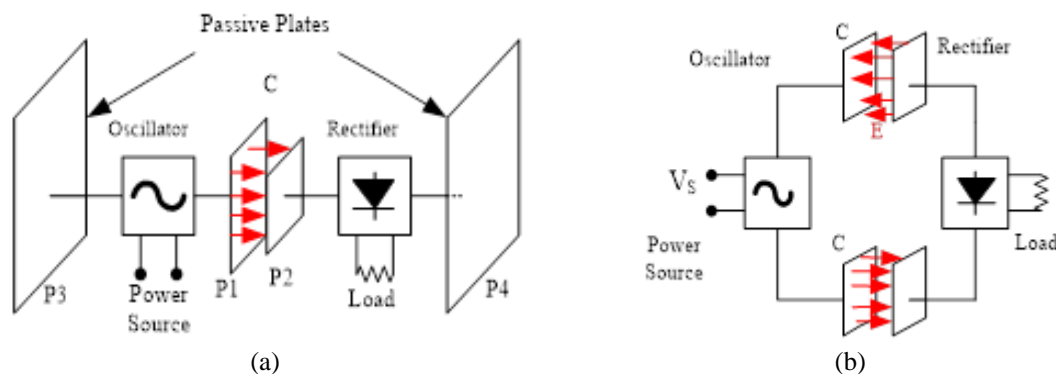 Passive Plates
C
Oscillator
Rectifier
P3
P1
P2
P4
Power
Source
Load
(a)
C
Oscillator
Rectifier
E
VS
Power
Source
C
Load
(b)